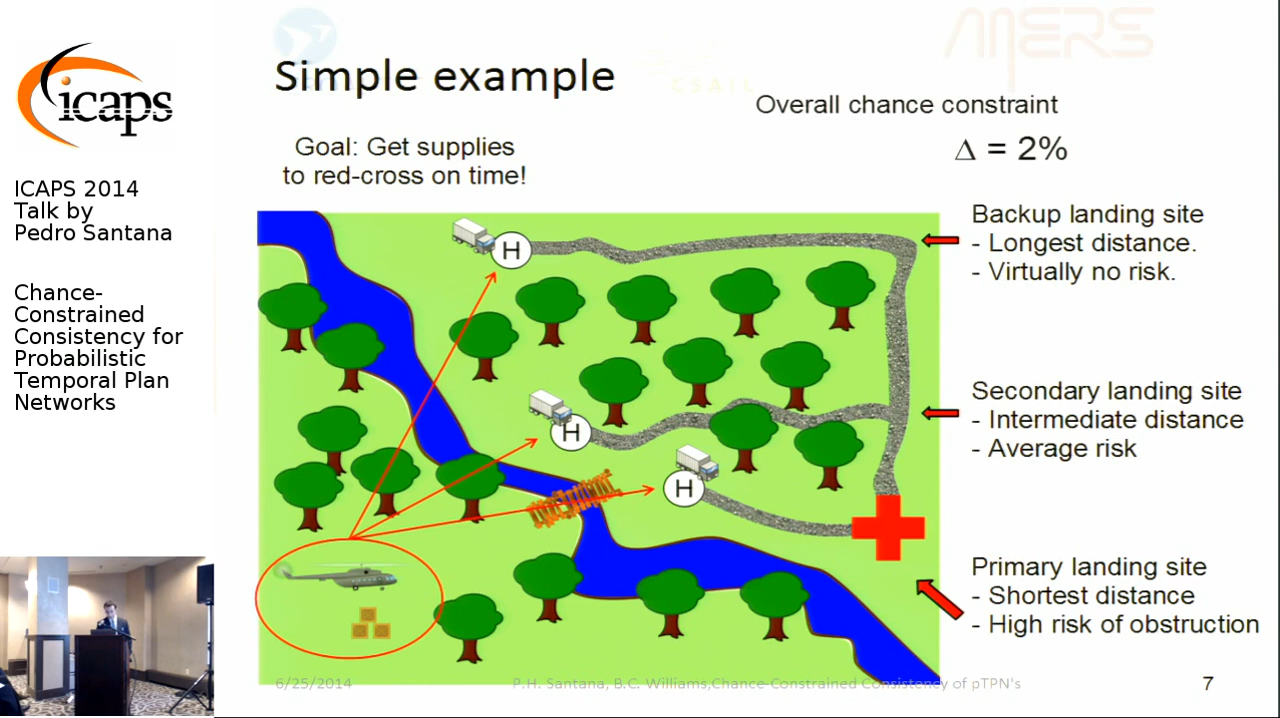 icaps
ICAPS 2014
Talk by
Pedro Santana
Chance-
Constrained
Consistency for
Probabilistic
Temporal Plan
Networks
MERS
CSAIL
Simple example
Overall chance constraint
Δ = 2%
Goal: Get supplies
to red-cross on time!
Backup landing site
- Longest distance.
- Virtually no risk.
H
Secondary landing site
- Intermediate distance
- Average risk
H
H
Primary landing site
- Shortest distance
- High risk of obstruction
6/25/2014
P.H. Santana, B.C. Williams,Chance-Constrained Consistency of pTPN's
7